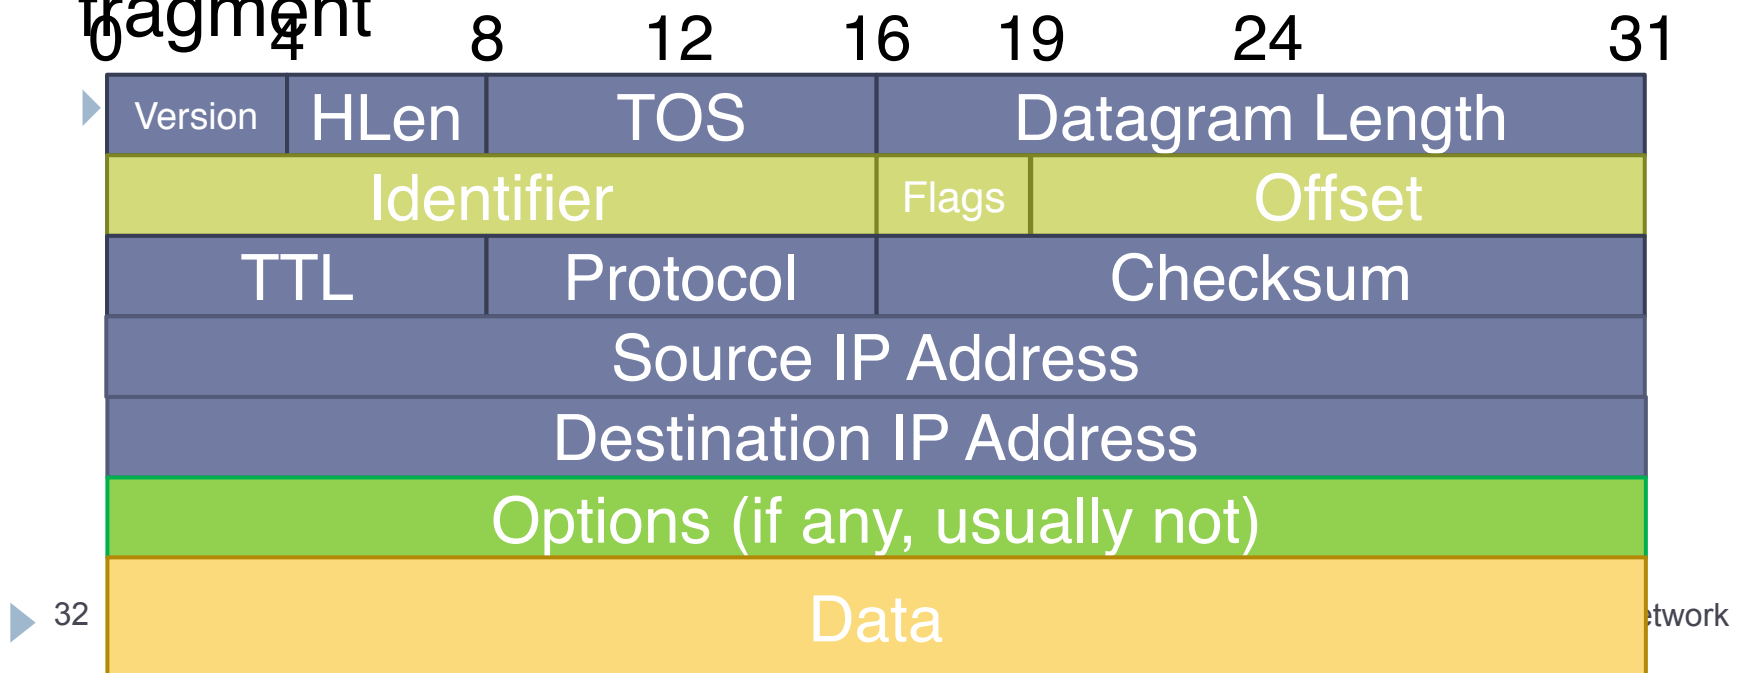 fragment
0 4 8 12 16 19 24 31
Version HLen TOS Datagram Length
Identifier Flags Offset
TTL Protocol Checksum
Source IP Address
Destination IP Address
Options (if any, usually not)
Data
32